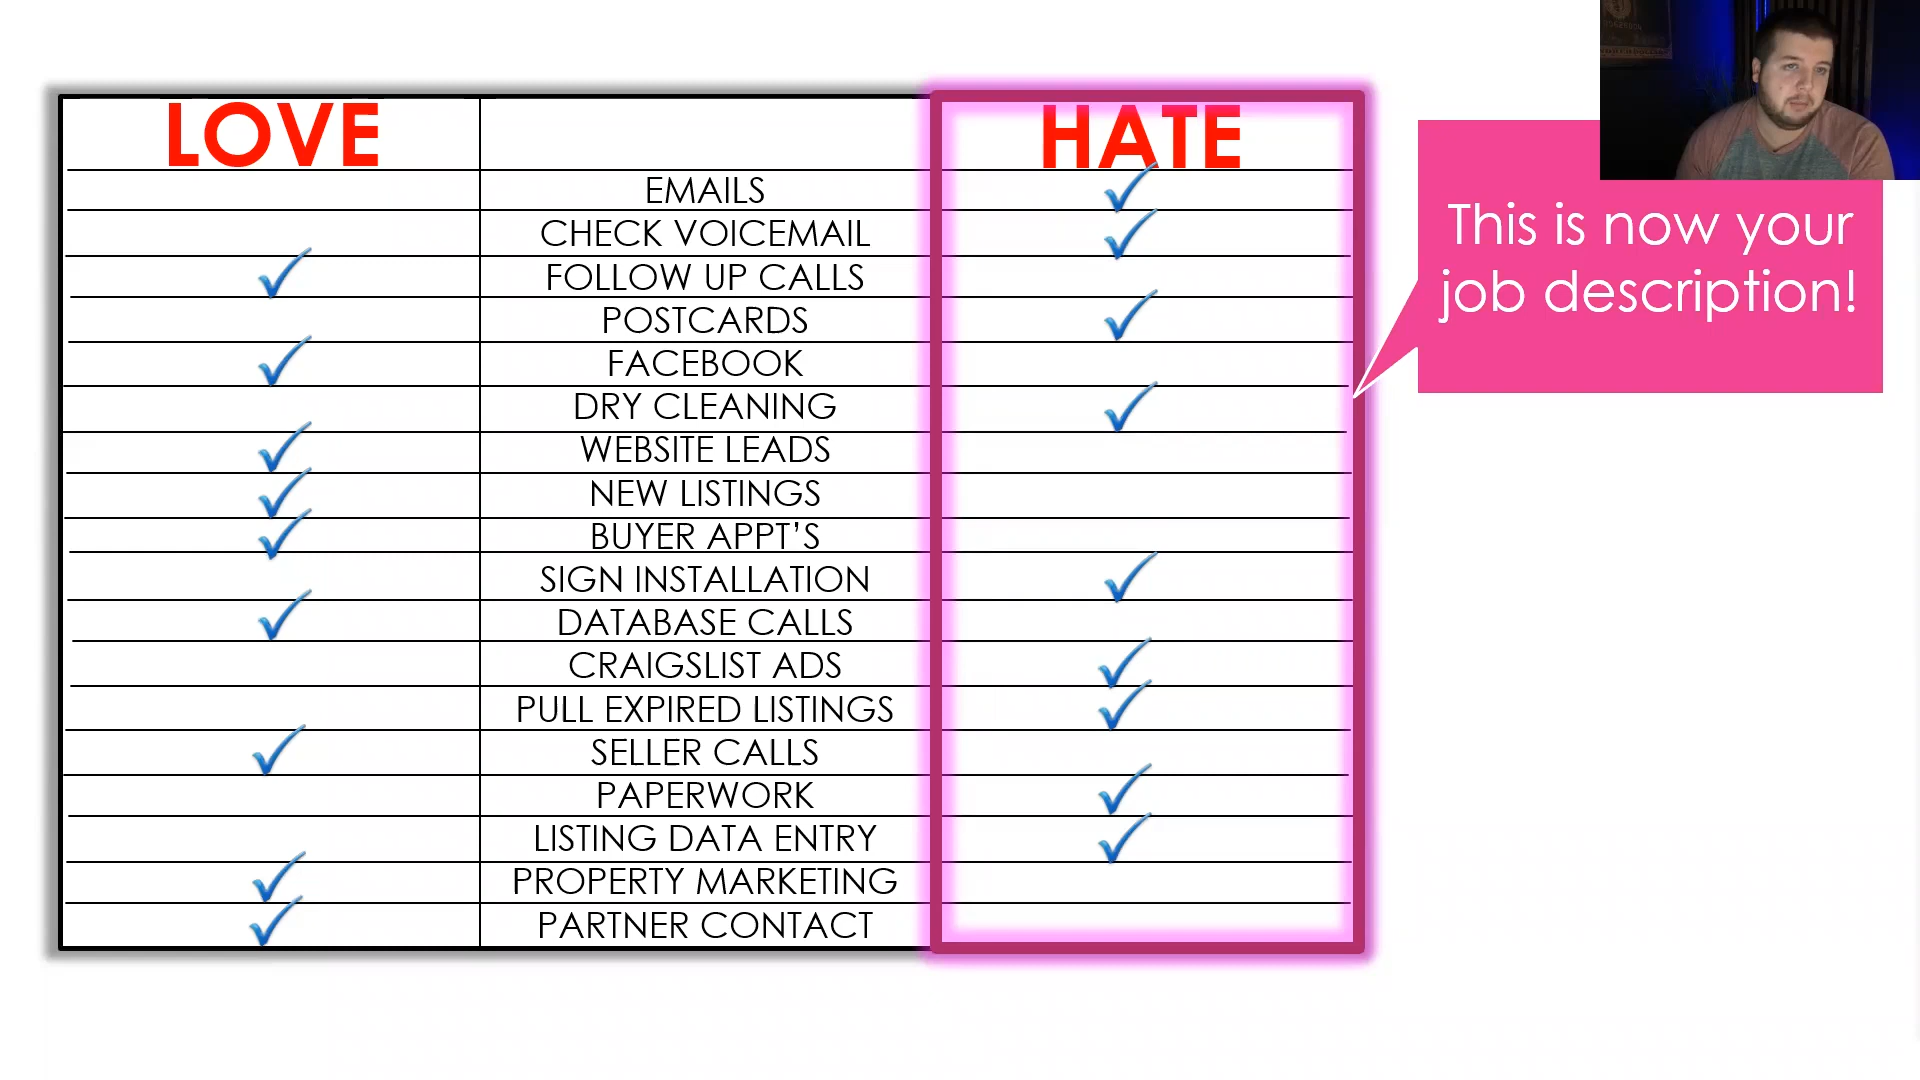 LOVE HATE
EMAILS
CHECK VOICEMAIL
FOLLOW UP CALLS
POSTCARDS
FACEBOOK
DRY CLEANING
WEBSITE LEADS
NEW LISTINGS
BUYER APPT’S
SIGN INSTALLATION
DATABASE CALLS
CRAIGSLIST ADS
PULL EXPIRED LISTINGS
SELLER CALLS
PAPERWORK
LISTING DATA ENTRY
PROPERTY MARKETING
PARTNER CONTACT
This is now your
job description!